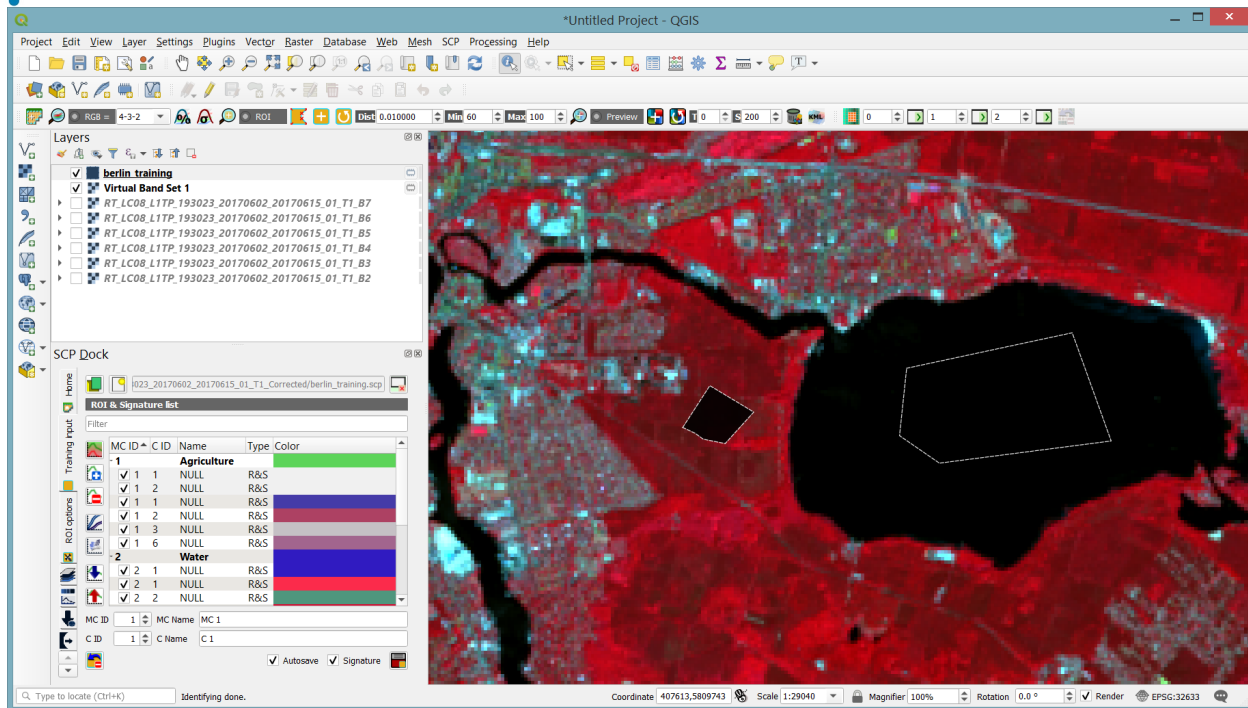 *Untitled Project - QGIS
Project Edit View Layer Settings Plugins Vector Raster Database Web Mesh SCP Processing Help
RGB = 4-3-2 ROI Dist 0.010000 Min 60 Max 100 Preview T 0 S 200 KML 0 1 2
Layers
berlin_training
Virtual Band Set 1
RT_LC08_L1TP_193023_20170602_20170615_01_T1_B7
RT_LC08_L1TP_193023_20170602_20170615_01_T1_B6
RT_LC08_L1TP_193023_20170602_20170615_01_T1_B5
RT_LC08_L1TP_193023_20170602_20170615_01_T1_B4
RT_LC08_L1TP_193023_20170602_20170615_01_T1_B3
RT_LC08_L1TP_193023_20170602_20170615_01_T1_B2
SCP Dock
Home
Training input
ROI options
023_20170602_20170615_01_T1_Corrected/berlin_training.scp
ROI & Signature list
Filter
MC ID C ID Name Type Color
1 Agriculture
1 1 NULL R&S
1 2 NULL R&S
1 1 NULL R&S
1 2 NULL R&S
1 3 NULL R&S
1 6 NULL R&S
2 Water
2 1 NULL R&S
2 1 NULL R&S
2 2 NULL R&S
MC ID 1 MC Name MC 1
C ID 1 C Name C 1
Autosave Signature
Type to locate (Ctrl+K) Identifying done. Coordinate 407613,5809743 Scale 1:29040 Magnifier 100% Rotation 0.0 ° Render EPSG:32633